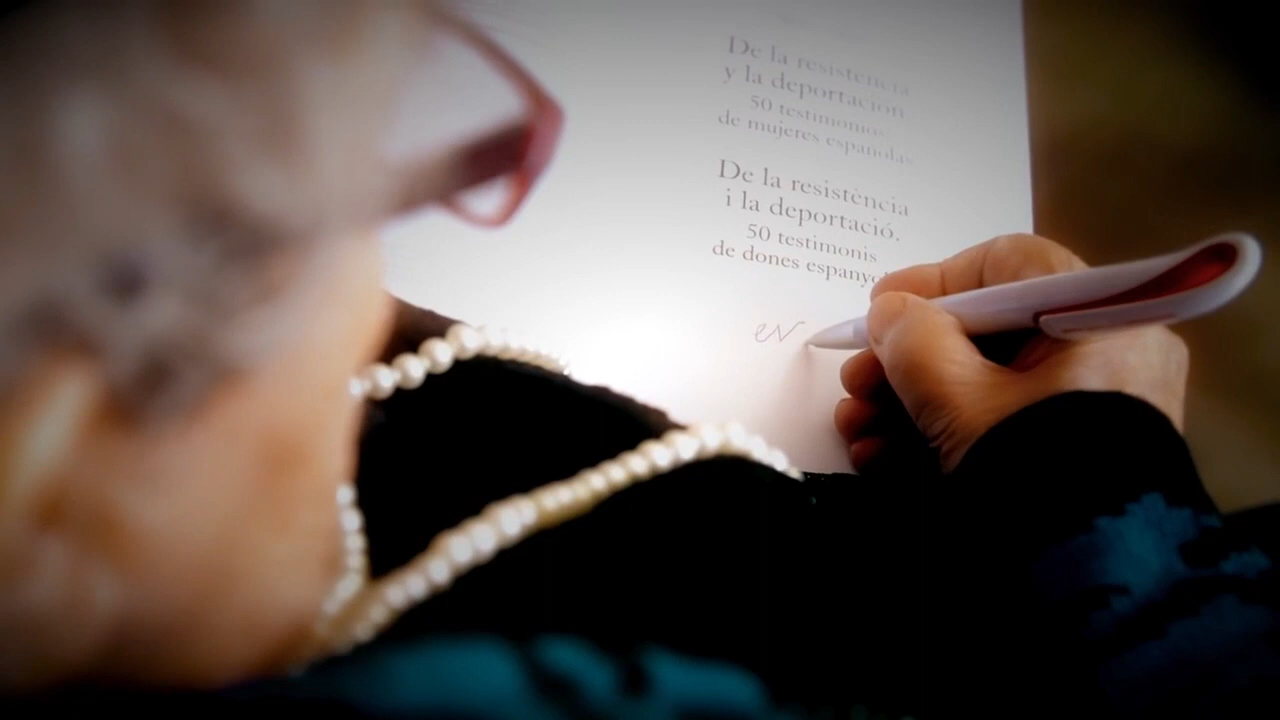 De la resistencia
y la deportación
50 testimonios
de mujeres españolas
De la resistència
i la deportació.
50 testimonis
de dones